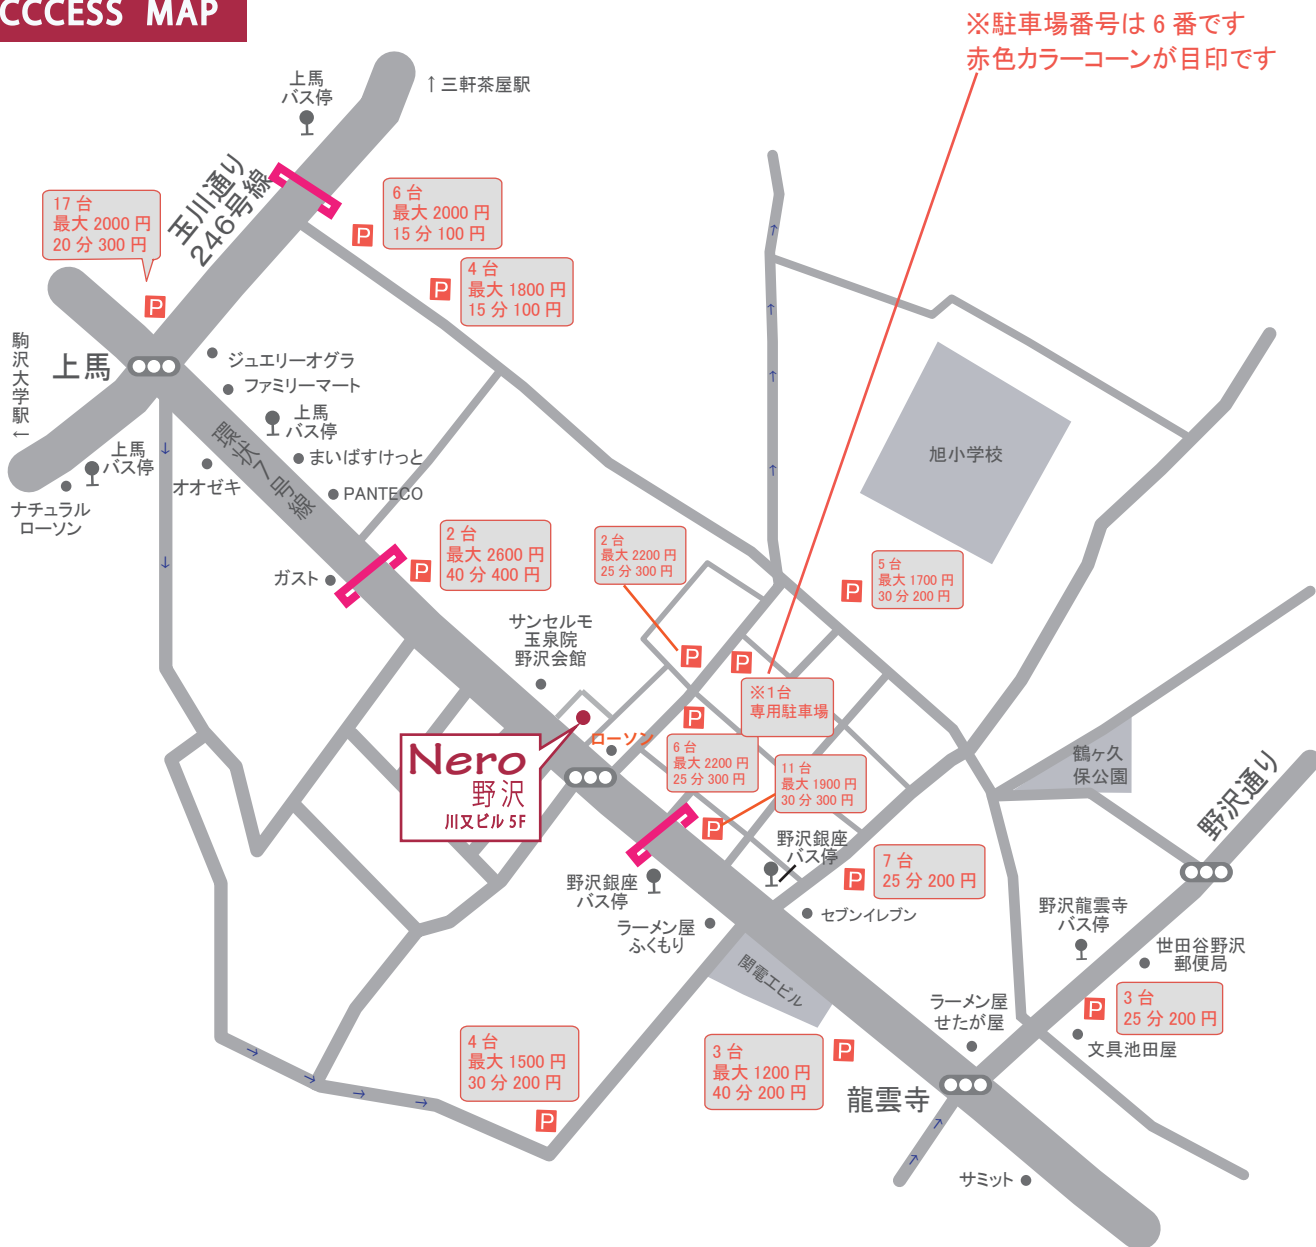 CCCESS MAP
※駐車場番号は 6 番です
赤色カラーコーンが目印です
上馬
バス停
↑三軒茶屋駅
玉川通り
246号線
17 台
最大 2000 円
20 分 300 円
P
6 台
最大 2000 円
15 分 100 円
P
4 台
最大 1800 円
15 分 100 円
P
駒沢大学駅←
上馬
ジュエリーオグラ
ファミリーマート
上馬
バス停
まいばすけっと
PANTECO
環状7号線
上馬
バス停
オオゼキ
ナチュラル
ローソン
旭小学校
ガスト
P
2 台
最大 2600 円
40 分 400 円
2 台
最大 2200 円
25 分 300 円
P
P
5 台
最大 1700 円
30 分 200 円
P
サンセルモ
玉泉院
野沢会館
※1台
専用駐車場
P
ローソン
6 台
最大 2200 円
25 分 300 円
11 台
最大 1900 円
30 分 300 円
P
Nero
野沢
川又ビル 5F
鶴ヶ久
保公園
野沢通り
野沢銀座
バス停
野沢銀座
バス停
P
7 台
25 分 200 円
セブンイレブン
ラーメン屋
ふくもり
関電工ビル
野沢龍雲寺
バス停
世田谷野沢
郵便局
P
3 台
25 分 200 円
文具池田屋
ラーメン屋
せたが屋
4 台
最大 1500 円
30 分 200 円
P
3 台
最大 1200 円
40 分 200 円
P
龍雲寺
サミット